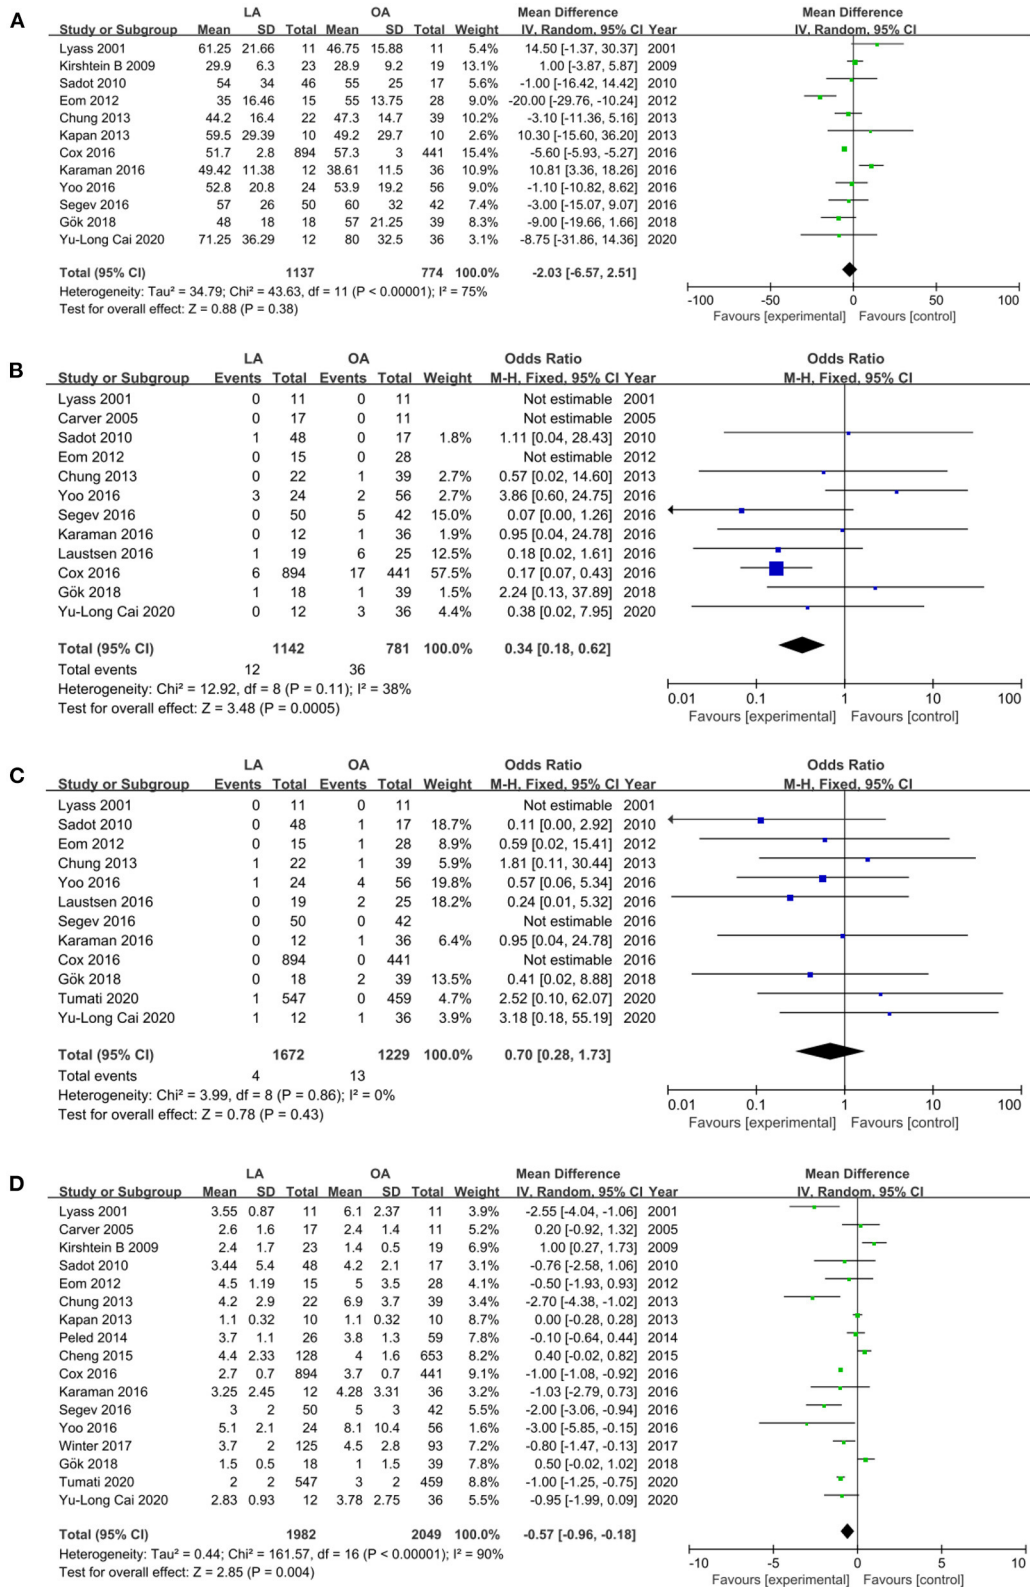 A
LA OA Mean Difference Mean Difference
Study or Subgroup Mean SD Total Mean SD Total Weight IV, Random, 95% CI Year IV, Random, 95% CI
Lyass 2001 61.25 21.66 11 46.75 15.88 11 5.4% 14.50 [-1.37, 30.37] 2001
Kirshtein B 2009 29.9 6.3 23 28.9 9.2 19 13.1% 1.00 [-3.87, 5.87] 2009
Sadot 2010 54 34 46 55 25 17 5.6% -1.00 [-16.42, 14.42] 2010
Eom 2012 35 16.46 15 55 13.75 28 9.0% -20.00 [-29.76, -10.24] 2012
Chung 2013 44.2 16.4 22 47.3 14.7 39 10.2% -3.10 [-11.36, 5.16] 2013
Kapan 2013 59.5 29.39 10 49.2 29.7 10 2.6% 10.30 [-15.60, 36.20] 2013
Cox 2016 51.7 2.8 894 57.3 3 441 15.4% -5.60 [-5.93, -5.27] 2016
Karaman 2016 49.42 11.38 12 38.61 11.5 36 10.9% 10.81 [3.36, 18.26] 2016
Yoo 2016 52.8 20.8 24 53.9 19.2 56 9.0% -1.10 [-10.82, 8.62] 2016
Segev 2016 57 26 50 60 32 42 7.4% -3.00 [-15.07, 9.07] 2016
Gök 2018 48 18 18 57 21.25 39 8.3% -9.00 [-19.66, 1.66] 2018
Yu-Long Cai 2020 71.25 36.29 12 80 32.5 36 3.1% -8.75 [-31.86, 14.36] 2020
Total (95% CI) 1137 774 100.0% -2.03 [-6.57, 2.51]
Heterogeneity: Tau² = 34.79; Chi² = 43.63, df = 11 (P < 0.00001); I² = 75%
Test for overall effect: Z = 0.88 (P = 0.38)
-100 -50 0 50 100
Favours [experimental] Favours [control]
B
LA OA Odds Ratio Odds Ratio
Study or Subgroup Events Total Events Total Weight M-H, Fixed, 95% CI Year M-H, Fixed, 95% CI
Lyass 2001 0 11 0 11 Not estimable 2001
Carver 2005 0 17 0 11 Not estimable 2005
Sadot 2010 1 48 0 17 1.8% 1.11 [0.04, 28.43] 2010
Eom 2012 0 15 0 28 Not estimable 2012
Chung 2013 0 22 1 39 2.7% 0.57 [0.02, 14.60] 2013
Yoo 2016 3 24 2 56 2.7% 3.86 [0.60, 24.75] 2016
Segev 2016 0 50 5 42 15.0% 0.07 [0.00, 1.26] 2016
Karaman 2016 0 12 1 36 1.9% 0.95 [0.04, 24.78] 2016
Laustsen 2016 1 19 6 25 12.5% 0.18 [0.02, 1.61] 2016
Cox 2016 6 894 17 441 57.5% 0.17 [0.07, 0.43] 2016
Gök 2018 1 18 1 39 1.5% 2.24 [0.13, 37.89] 2018
Yu-Long Cai 2020 0 12 3 36 4.4% 0.38 [0.02, 7.95] 2020
Total (95% CI) 1142 781 100.0% 0.34 [0.18, 0.62]
Total events 12 36
Heterogeneity: Chi² = 12.92, df = 8 (P = 0.11); I² = 38%
Test for overall effect: Z = 3.48 (P = 0.0005)
0.01 0.1 1 10 100
Favours [experimental] Favours [control]
C
LA OA Odds Ratio Odds Ratio
Study or Subgroup Events Total Events Total Weight M-H, Fixed, 95% CI Year M-H, Fixed, 95% CI
Lyass 2001 0 11 0 11 Not estimable 2001
Sadot 2010 0 48 1 17 18.7% 0.11 [0.00, 2.92] 2010
Eom 2012 0 15 1 28 8.9% 0.59 [0.02, 15.41] 2012
Chung 2013 1 22 1 39 5.9% 1.81 [0.11, 30.44] 2013
Yoo 2016 1 24 4 56 19.8% 0.57 [0.06, 5.34] 2016
Laustsen 2016 0 19 2 25 18.2% 0.24 [0.01, 5.32] 2016
Segev 2016 0 50 0 42 Not estimable 2016
Karaman 2016 0 12 1 36 6.4% 0.95 [0.04, 24.78] 2016
Cox 2016 0 894 0 441 Not estimable 2016
Gök 2018 0 18 2 39 13.5% 0.41 [0.02, 8.88] 2018
Tumati 2020 1 547 0 459 4.7% 2.52 [0.10, 62.07] 2020
Yu-Long Cai 2020 1 12 1 36 3.9% 3.18 [0.18, 55.19] 2020
Total (95% CI) 1672 1229 100.0% 0.70 [0.28, 1.73]
Total events 4 13
Heterogeneity: Chi² = 3.99, df = 8 (P = 0.86); I² = 0%
Test for overall effect: Z = 0.78 (P = 0.43)
0.01 0.1 1 10 100
Favours [experimental] Favours [control]
D
LA OA Mean Difference Mean Difference
Study or Subgroup Mean SD Total Mean SD Total Weight IV, Random, 95% CI Year IV, Random, 95% CI
Lyass 2001 3.55 0.87 11 6.1 2.37 11 3.9% -2.55 [-4.04, -1.06] 2001
Carver 2005 2.6 1.6 17 2.4 1.4 11 5.2% 0.20 [-0.92, 1.32] 2005
Kirshtein B 2009 2.4 1.7 23 1.4 0.5 19 6.9% 1.00 [0.27, 1.73] 2009
Sadot 2010 3.44 5.4 48 4.2 2.1 17 3.1% -0.76 [-2.58, 1.06] 2010
Eom 2012 4.5 1.19 15 5 3.5 28 4.1% -0.50 [-1.93, 0.93] 2012
Chung 2013 4.2 2.9 22 6.9 3.7 39 3.4% -2.70 [-4.38, -1.02] 2013
Kapan 2013 1.1 0.32 10 1.1 0.32 10 8.7% 0.00 [-0.28, 0.28] 2013
Peled 2014 3.7 1.1 26 3.8 1.3 59 7.8% -0.10 [-0.64, 0.44] 2014
Cheng 2015 4.4 2.33 128 4 1.6 653 8.2% 0.40 [-0.02, 0.82] 2015
Cox 2016 2.7 0.7 894 3.7 0.7 441 9.1% -1.00 [-1.08, -0.92] 2016
Karaman 2016 3.25 2.45 12 4.28 3.31 36 3.2% -1.03 [-2.79, 0.73] 2016
Segev 2016 3 2 50 5 3 42 5.5% -2.00 [-3.06, -0.94] 2016
Yoo 2016 5.1 2.1 24 8.1 10.4 56 1.6% -3.00 [-5.85, -0.15] 2016
Winter 2017 3.7 2 125 4.5 2.8 93 7.2% -0.80 [-1.47, -0.13] 2017
Gök 2018 1.5 0.5 18 1 1.5 39 7.8% 0.50 [-0.02, 1.02] 2018
Tumati 2020 2 2 547 3 2 459 8.8% -1.00 [-1.25, -0.75] 2020
Yu-Long Cai 2020 2.83 0.93 12 3.78 2.75 36 5.5% -0.95 [-1.99, 0.09] 2020
Total (95% CI) 1982 2049 100.0% -0.57 [-0.96, -0.18]
Heterogeneity: Tau² = 0.44; Chi² = 161.57, df = 16 (P < 0.00001); I² = 90%
Test for overall effect: Z = 2.85 (P = 0.004)
-10 -5 0 5 10
Favours [experimental] Favours [control]